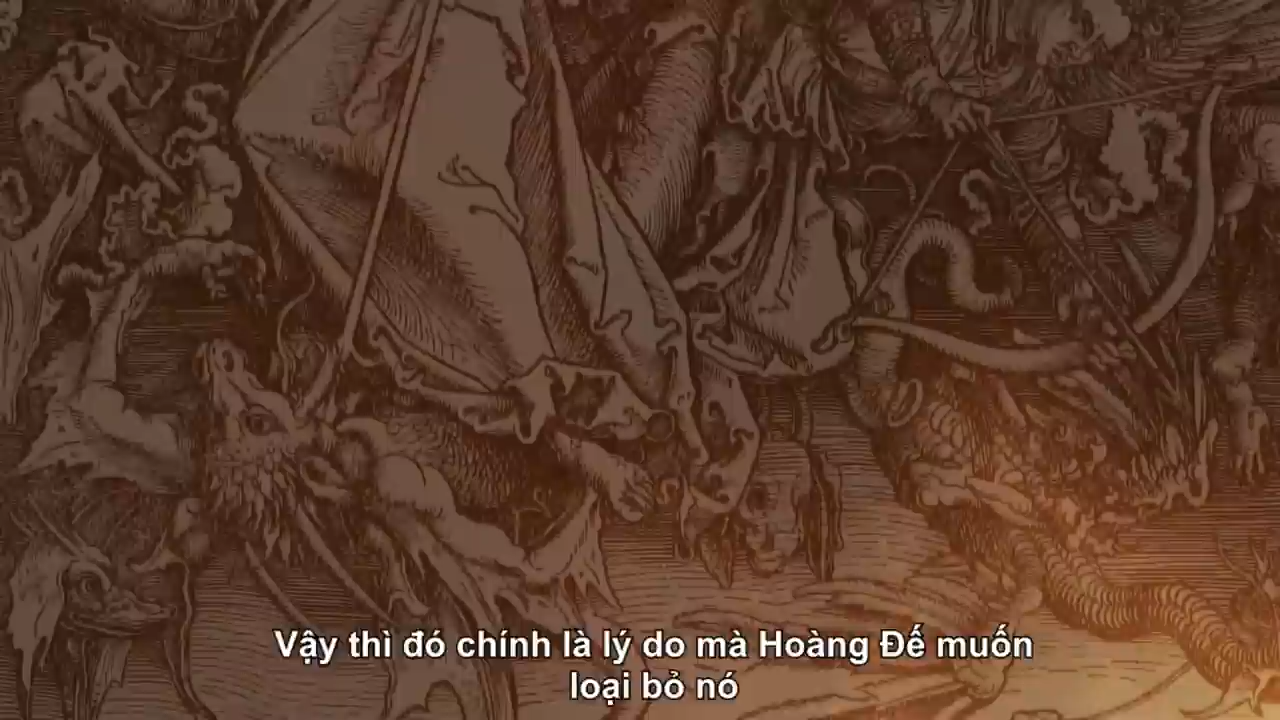 Vậy thì đó chính là lý do mà Hoàng Đế muốn
loại bỏ nó